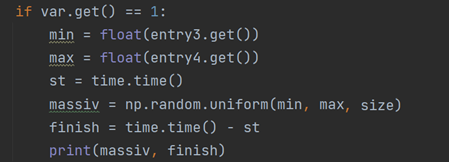 if var.get() == 1:
    min = float(entry3.get())
    max = float(entry4.get())
    st = time.time()
    massiv = np.random.uniform(min, max, size)
    finish = time.time() - st
    print(massiv, finish)